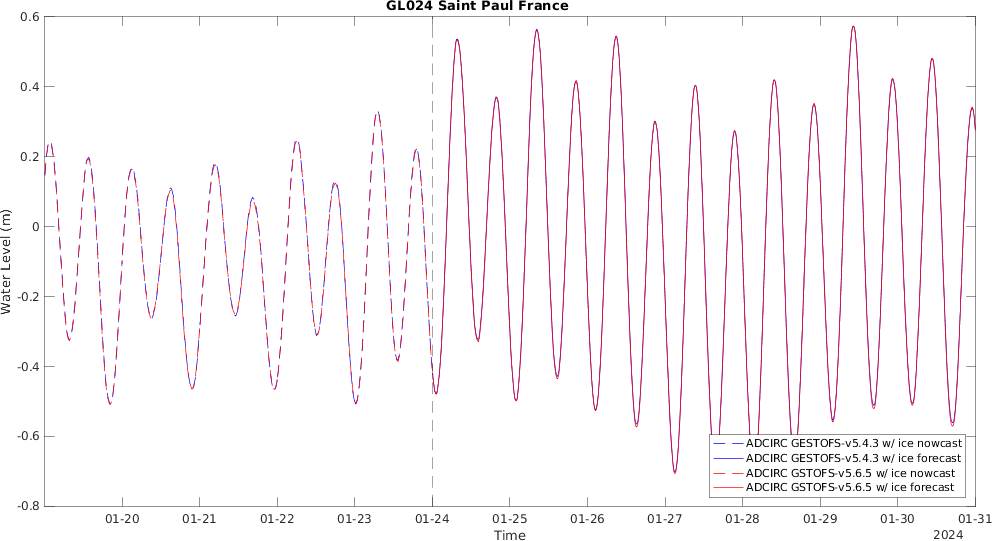 GL024 Saint Paul France
0.6
0.4
0.2
0
-0.2
-0.4
-0.6
-0.8
Water Level (m)
ADCIRC GESTOFS-v5.4.3 w/ ice nowcast
ADCIRC GESTOFS-v5.4.3 w/ ice forecast
ADCIRC GSTOFS-v5.6.5 w/ ice nowcast
ADCIRC GSTOFS-v5.6.5 w/ ice forecast
01-20 01-21 01-22 01-23 01-24 01-25 01-26 01-27 01-28 01-29 01-30 01-31
Time
2024